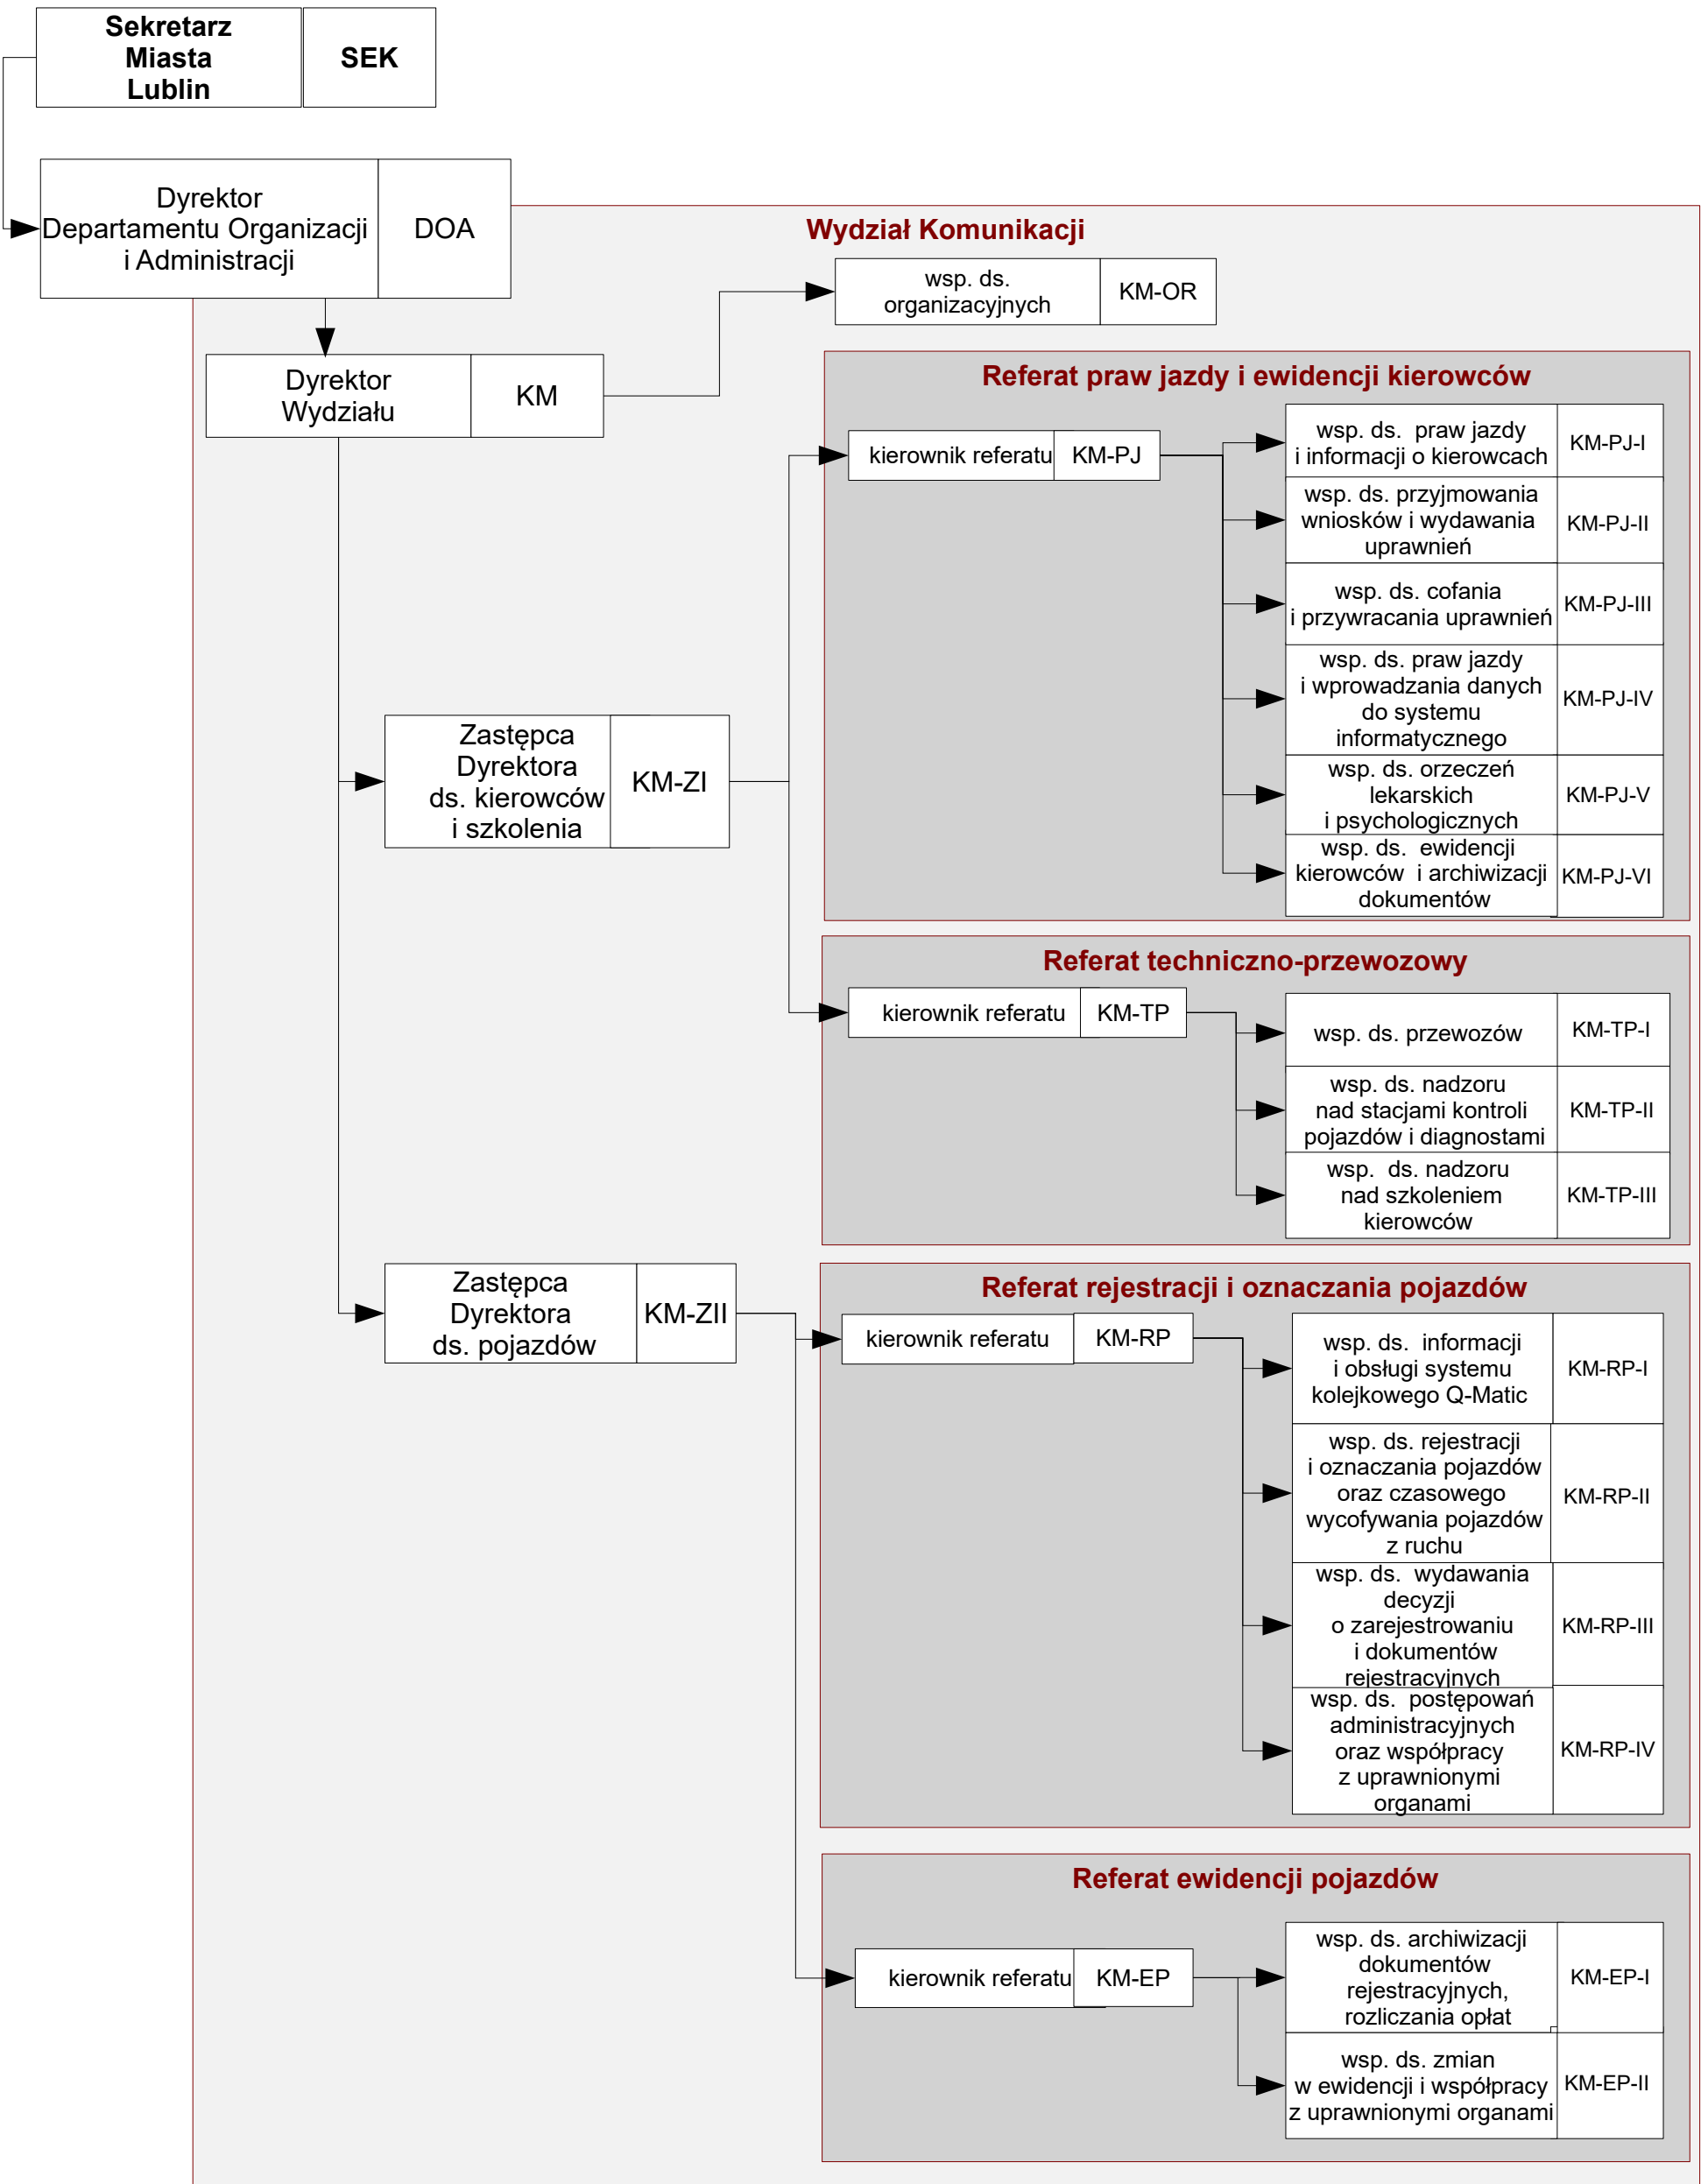 Sekretarz
Miasta
Lublin
SEK
Dyrektor
Departamentu Organizacji
i Administracji
DOA
Wydział Komunikacji
wsp. ds.
organizacyjnych
KM-OR
Dyrektor
Wydziału
KM
Referat praw jazdy i ewidencji kierowców
kierownik referatu
KM-PJ
wsp. ds. praw jazdy
i informacji o kierowcach
KM-PJ-I
wsp. ds. przyjmowania
wniosków i wydawania
uprawnień
KM-PJ-II
wsp. ds. cofania
i przywracania uprawnień
KM-PJ-III
wsp. ds. praw jazdy
i wprowadzania danych
do systemu
informatycznego
KM-PJ-IV
wsp. ds. orzeczeń
lekarskich
i psychologicznych
KM-PJ-V
wsp. ds. ewidencji
kierowców i archiwizacji
dokumentów
KM-PJ-VI
Zastępca
Dyrektora
ds. kierowców
i szkolenia
KM-ZI
Referat techniczno-przewozowy
kierownik referatu
KM-TP
wsp. ds. przewozów
KM-TP-I
wsp. ds. nadzoru
nad stacjami kontroli
pojazdów i diagnostami
KM-TP-II
wsp. ds. nadzoru
nad szkoleniem
kierowców
KM-TP-III
Zastępca
Dyrektora
ds. pojazdów
KM-ZII
Referat rejestracji i oznaczania pojazdów
kierownik referatu
KM-RP
wsp. ds. informacji
i obsługi systemu
kolejkowego Q-Matic
KM-RP-I
wsp. ds. rejestracji
i oznaczania pojazdów
oraz czasowego
wycofywania pojazdów
z ruchu
KM-RP-II
wsp. ds. wydawania
decyzji
o zarejestrowaniu
i dokumentów
rejestracyjnych
KM-RP-III
wsp. ds. postępowań
administracyjnych
oraz współpracy
z uprawnionymi
organami
KM-RP-IV
Referat ewidencji pojazdów
kierownik referatu
KM-EP
wsp. ds. archiwizacji
dokumentów
rejestracyjnych,
rozliczania opłat
KM-EP-I
wsp. ds. zmian
w ewidencji i współpracy
z uprawnionymi organami
KM-EP-II